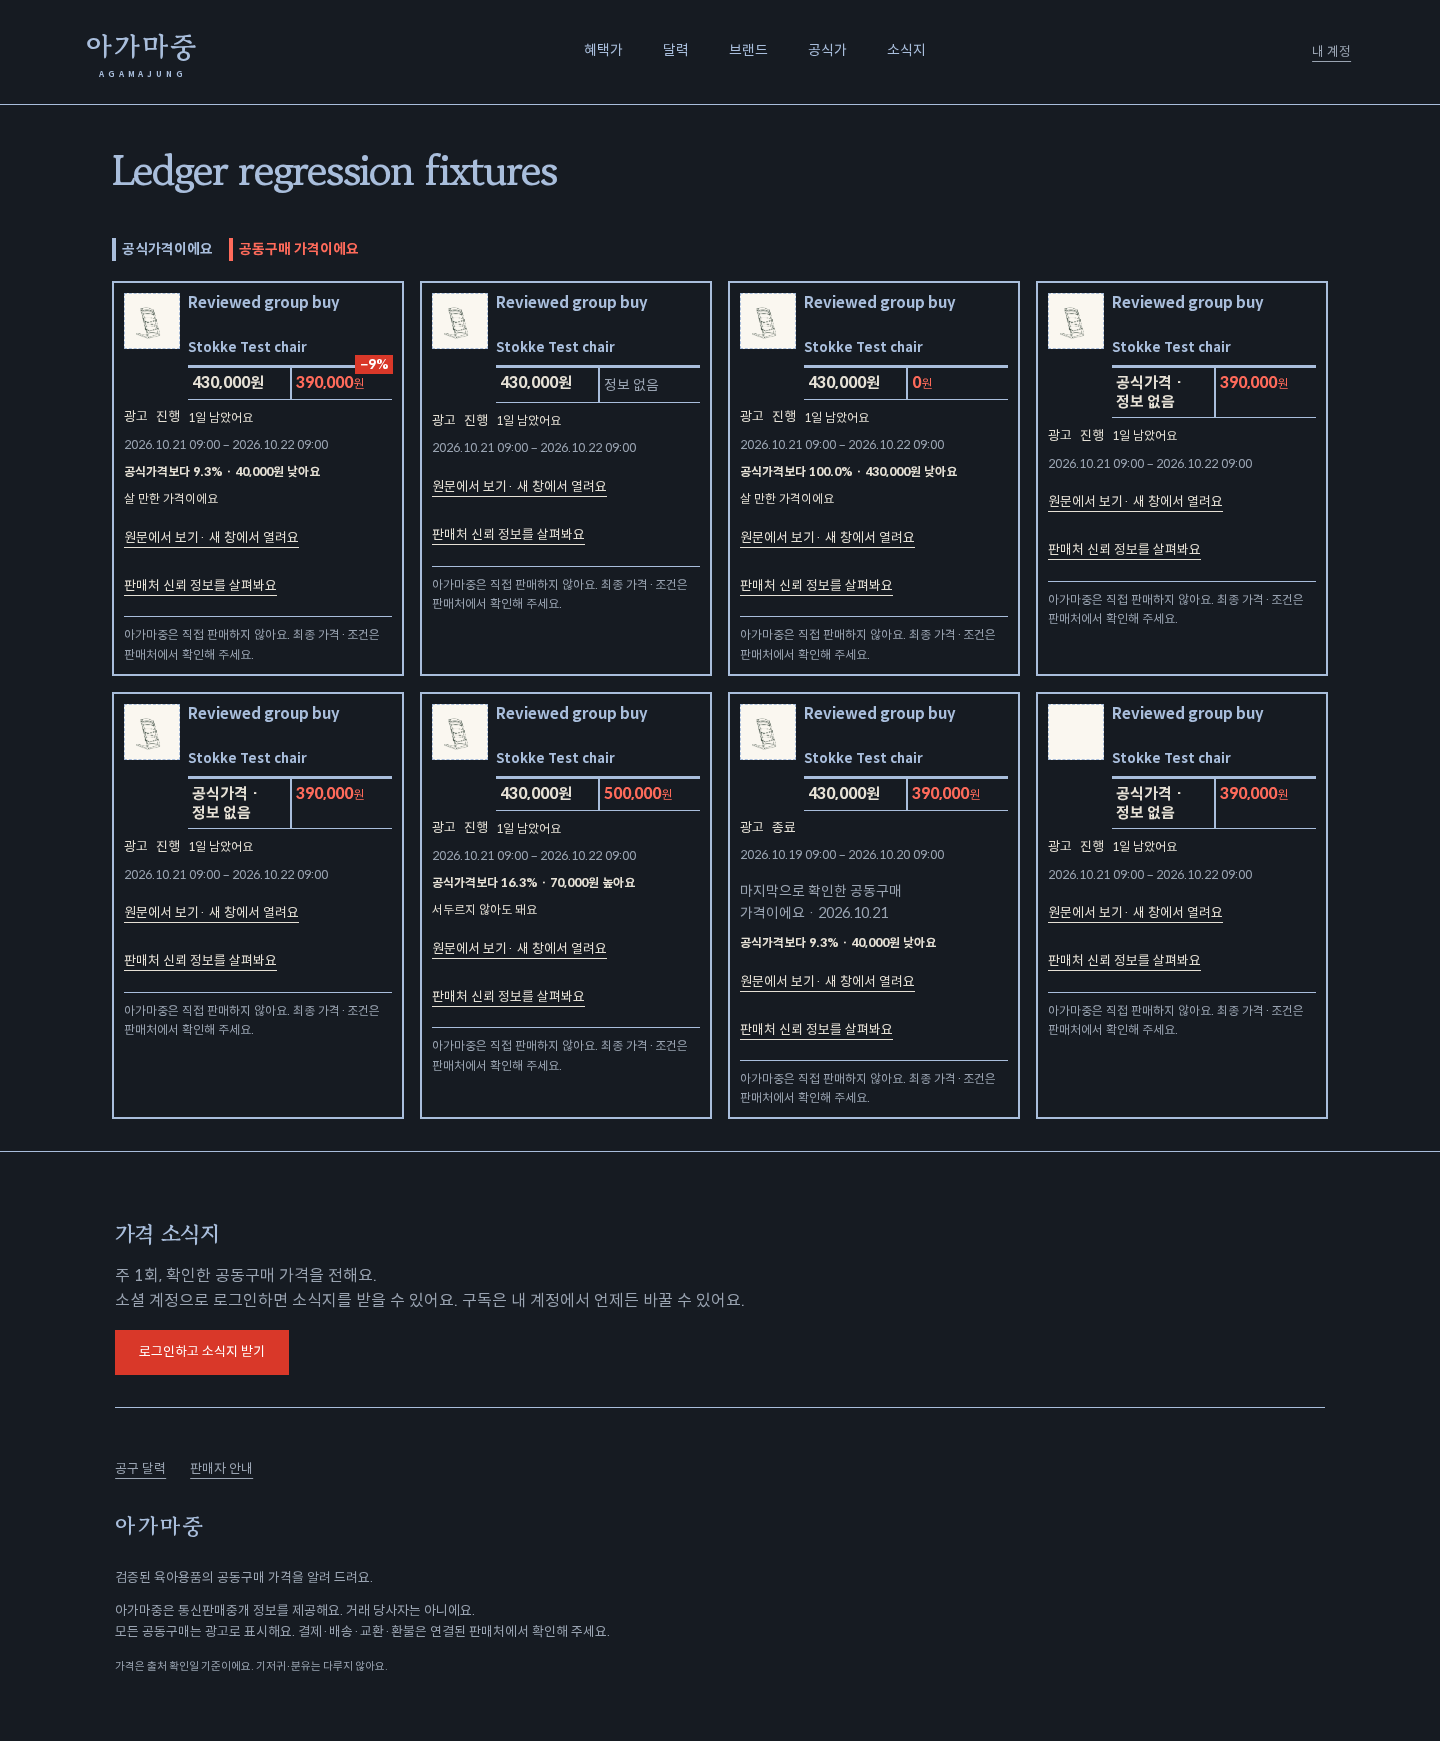 아가마중
AGAMAJUNG
혜택가
달력
브랜드
공식가
소식지
내 계정
Ledger regression fixtures
공식가격이에요
공동구매 가격이에요
Reviewed group buy
Stokke Test chair
−9%
430,000원
390,000원
광고 진행 1일 남았어요
2026.10.21 09:00 – 2026.10.22 09:00
공식가격보다 9.3% · 40,000원 낮아요
살 만한 가격이에요
원문에서 보기 · 새 창에서 열려요
판매처 신뢰 정보를 살펴봐요
아가마중은 직접 판매하지 않아요. 최종 가격 · 조건은
판매처에서 확인해 주세요.
Reviewed group buy
Stokke Test chair
430,000원
정보 없음
광고 진행 1일 남았어요
2026.10.21 09:00 – 2026.10.22 09:00
원문에서 보기 · 새 창에서 열려요
판매처 신뢰 정보를 살펴봐요
아가마중은 직접 판매하지 않아요. 최종 가격 · 조건은
판매처에서 확인해 주세요.
Reviewed group buy
Stokke Test chair
430,000원
0원
광고 진행 1일 남았어요
2026.10.21 09:00 – 2026.10.22 09:00
공식가격보다 100.0% · 430,000원 낮아요
살 만한 가격이에요
원문에서 보기 · 새 창에서 열려요
판매처 신뢰 정보를 살펴봐요
아가마중은 직접 판매하지 않아요. 최종 가격 · 조건은
판매처에서 확인해 주세요.
Reviewed group buy
Stokke Test chair
공식가격 ·
정보 없음
390,000원
광고 진행 1일 남았어요
2026.10.21 09:00 – 2026.10.22 09:00
원문에서 보기 · 새 창에서 열려요
판매처 신뢰 정보를 살펴봐요
아가마중은 직접 판매하지 않아요. 최종 가격 · 조건은
판매처에서 확인해 주세요.
Reviewed group buy
Stokke Test chair
공식가격 ·
정보 없음
390,000원
광고 진행 1일 남았어요
2026.10.21 09:00 – 2026.10.22 09:00
원문에서 보기 · 새 창에서 열려요
판매처 신뢰 정보를 살펴봐요
아가마중은 직접 판매하지 않아요. 최종 가격 · 조건은
판매처에서 확인해 주세요.
Reviewed group buy
Stokke Test chair
430,000원
500,000원
광고 진행 1일 남았어요
2026.10.21 09:00 – 2026.10.22 09:00
공식가격보다 16.3% · 70,000원 높아요
서두르지 않아도 돼요
원문에서 보기 · 새 창에서 열려요
판매처 신뢰 정보를 살펴봐요
아가마중은 직접 판매하지 않아요. 최종 가격 · 조건은
판매처에서 확인해 주세요.
Reviewed group buy
Stokke Test chair
430,000원
390,000원
광고 종료
2026.10.19 09:00 – 2026.10.20 09:00
마지막으로 확인한 공동구매
가격이에요 · 2026.10.21
공식가격보다 9.3% · 40,000원 낮아요
원문에서 보기 · 새 창에서 열려요
판매처 신뢰 정보를 살펴봐요
아가마중은 직접 판매하지 않아요. 최종 가격 · 조건은
판매처에서 확인해 주세요.
Reviewed group buy
Stokke Test chair
공식가격 ·
정보 없음
390,000원
광고 진행 1일 남았어요
2026.10.21 09:00 – 2026.10.22 09:00
원문에서 보기 · 새 창에서 열려요
판매처 신뢰 정보를 살펴봐요
아가마중은 직접 판매하지 않아요. 최종 가격 · 조건은
판매처에서 확인해 주세요.
가격 소식지
주 1회, 확인한 공동구매 가격을 전해요.
소셜 계정으로 로그인하면 소식지를 받을 수 있어요. 구독은 내 계정에서 언제든 바꿀 수 있어요.
로그인하고 소식지 받기
공구 달력
판매자 안내
아가마중
검증된 육아용품의 공동구매 가격을 알려 드려요.
아가마중은 통신판매중개 정보를 제공해요. 거래 당사자는 아니에요.
모든 공동구매는 광고로 표시해요. 결제 · 배송 · 교환 · 환불은 연결된 판매처에서 확인해 주세요.
가격은 출처 확인일 기준이에요. 기저귀 · 분유는 다루지 않아요.